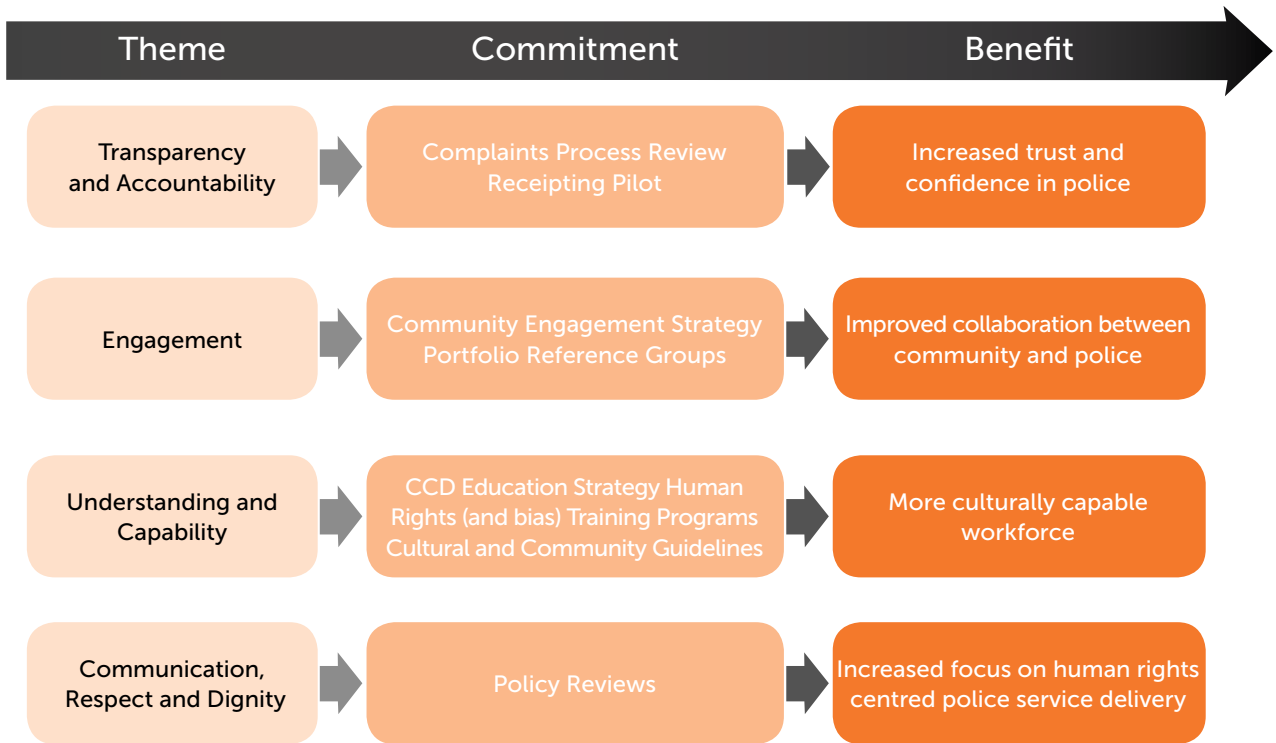 Theme Commitment Benefit
Transparency
and Accountability
Complaints Process Review
Receipting Pilot
Increased trust and
confidence in police
Engagement
Community Engagement Strategy
Portfolio Reference Groups
Improved collaboration between
community and police
Understanding and
Capability
CCD Education Strategy Human
Rights (and bias) Training Programs
Cultural and Community Guidelines
More culturally capable
workforce
Communication,
Respect and Dignity
Policy Reviews
Increased focus on human rights
centred police service delivery